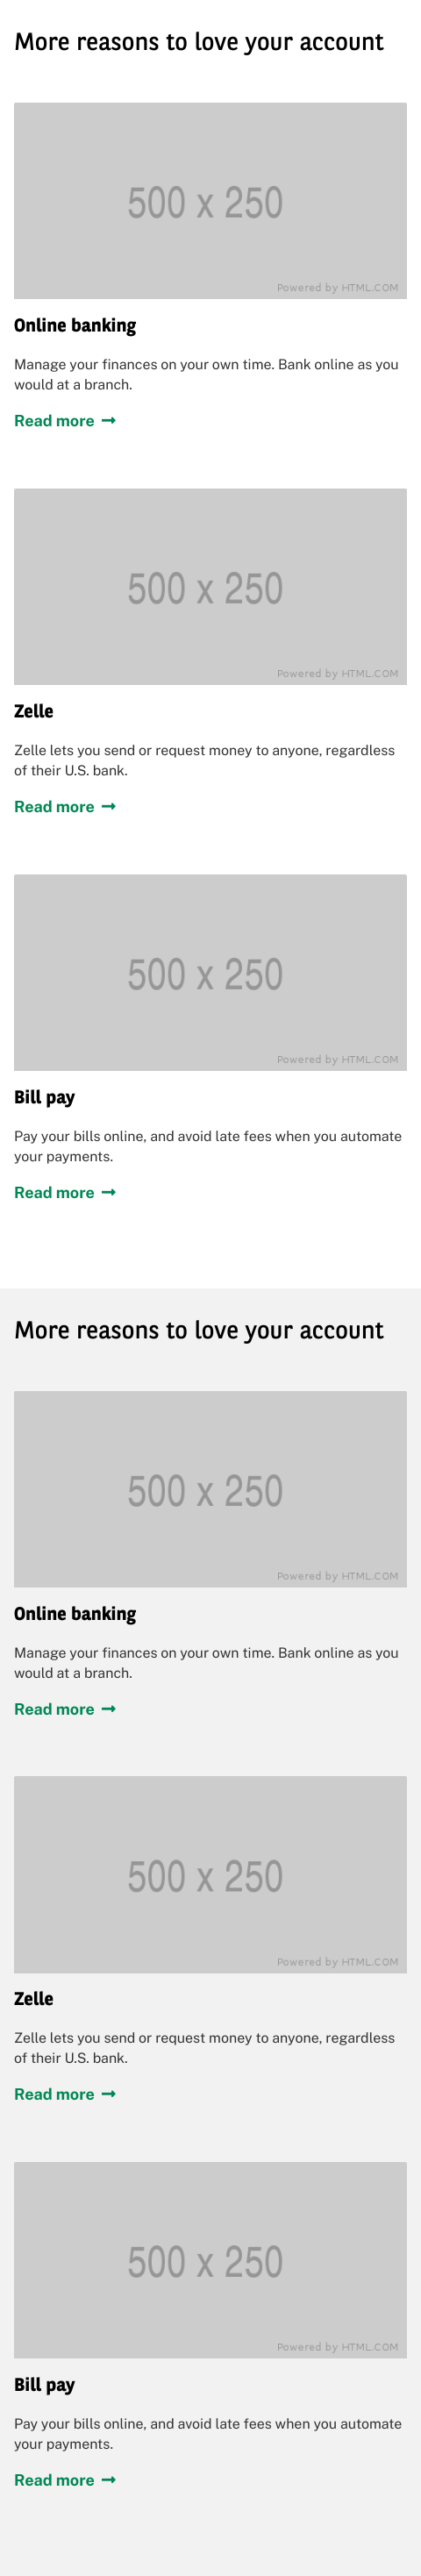 More reasons to love your account
500 x 250
Powered by HTML.COM
Online banking
Manage your finances on your own time. Bank online as you
would at a branch.
Read more
500 x 250
Powered by HTML.COM
Zelle
Zelle lets you send or request money to anyone, regardless
of their U.S. bank.
Read more
500 x 250
Powered by HTML.COM
Bill pay
Pay your bills online, and avoid late fees when you automate
your payments.
Read more
More reasons to love your account
500 x 250
Powered by HTML.COM
Online banking
Manage your finances on your own time. Bank online as you
would at a branch.
Read more
500 x 250
Powered by HTML.COM
Zelle
Zelle lets you send or request money to anyone, regardless
of their U.S. bank.
Read more
500 x 250
Powered by HTML.COM
Bill pay
Pay your bills online, and avoid late fees when you automate
your payments.
Read more